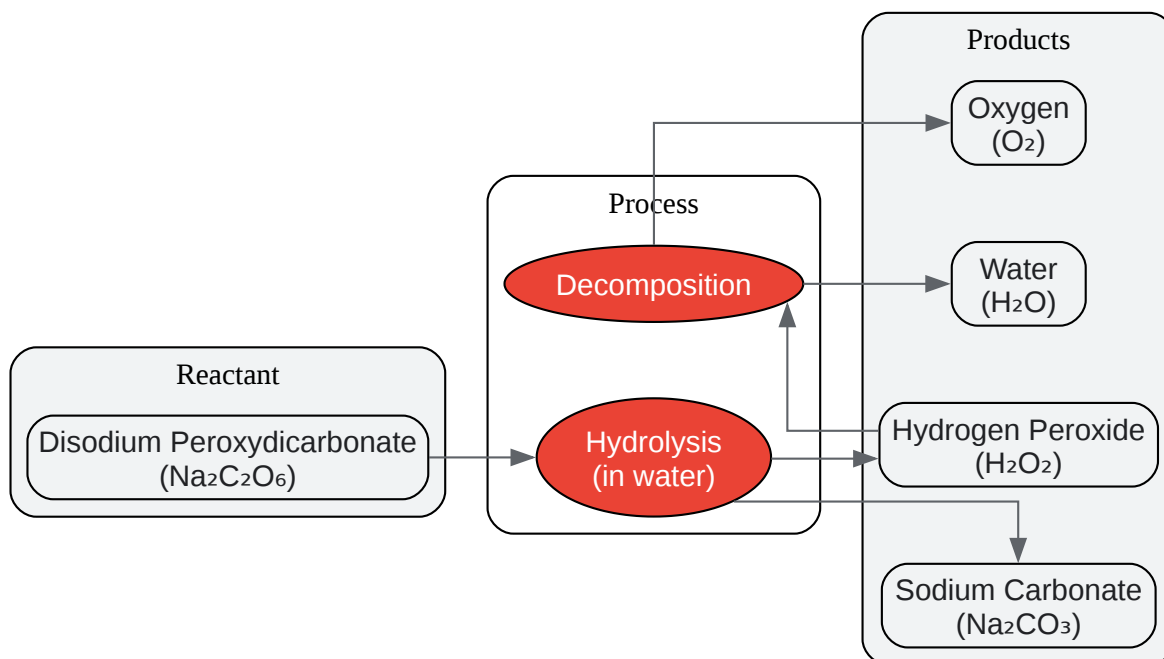 Products
Oxygen
(O₂)
Process
Decomposition
Water
(H₂O)
Reactant
Disodium Peroxydicarbonate
(Na₂C₂O₆)
Hydrolysis
(in water)
Hydrogen Peroxide
(H₂O₂)
Sodium Carbonate
(Na₂CO₃)